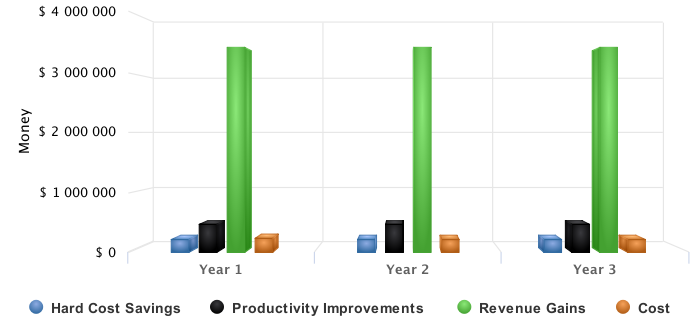 $ 4 000 000
$ 3 000 000
$ 2 000 000
$ 1 000 000
$ 0
Money
Year 1 Year 2 Year 3
Hard Cost Savings Productivity Improvements Revenue Gains Cost